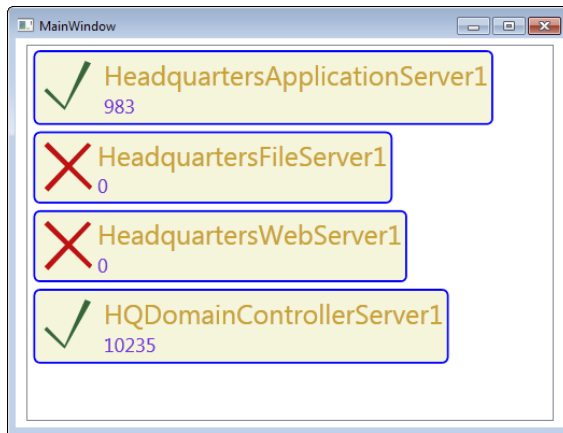 MainWindow
HeadquartersApplicationServer1
983
HeadquartersFileServer1
0
HeadquartersWebServer1
0
HQDomainControllerServer1
10235